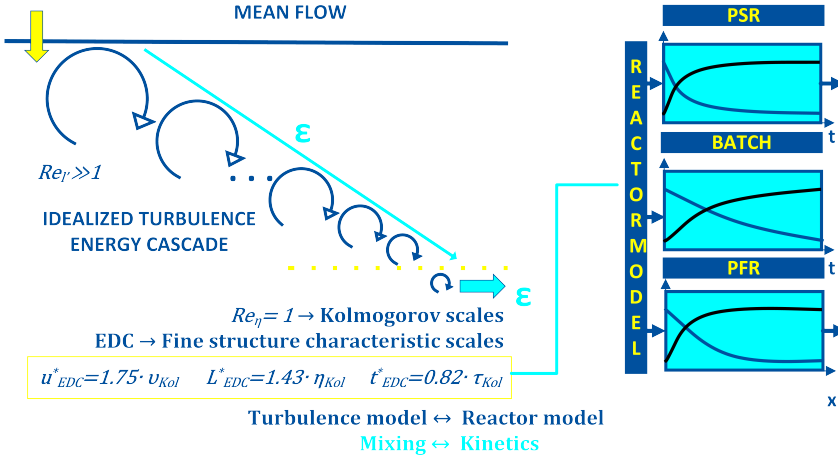 MEAN FLOW
ε
Re_l' ≫1
IDEALIZED TURBULENCE
ENERGY CASCADE
ε
Re_η= 1 → Kolmogorov scales
EDC → Fine structure characteristic scales
u*_EDC=1.75· υ_Kol L*_EDC=1.43· η_Kol t*_EDC=0.82· τ_Kol
Turbulence model ↔ Reactor model
Mixing ↔ Kinetics
REACTOR MODEL
PSR
t
BATCH
t
PFR
x